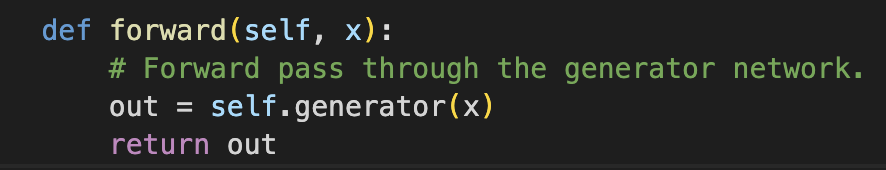 def forward(self, x):
    # Forward pass through the generator network.
    out = self.generator(x)
    return out